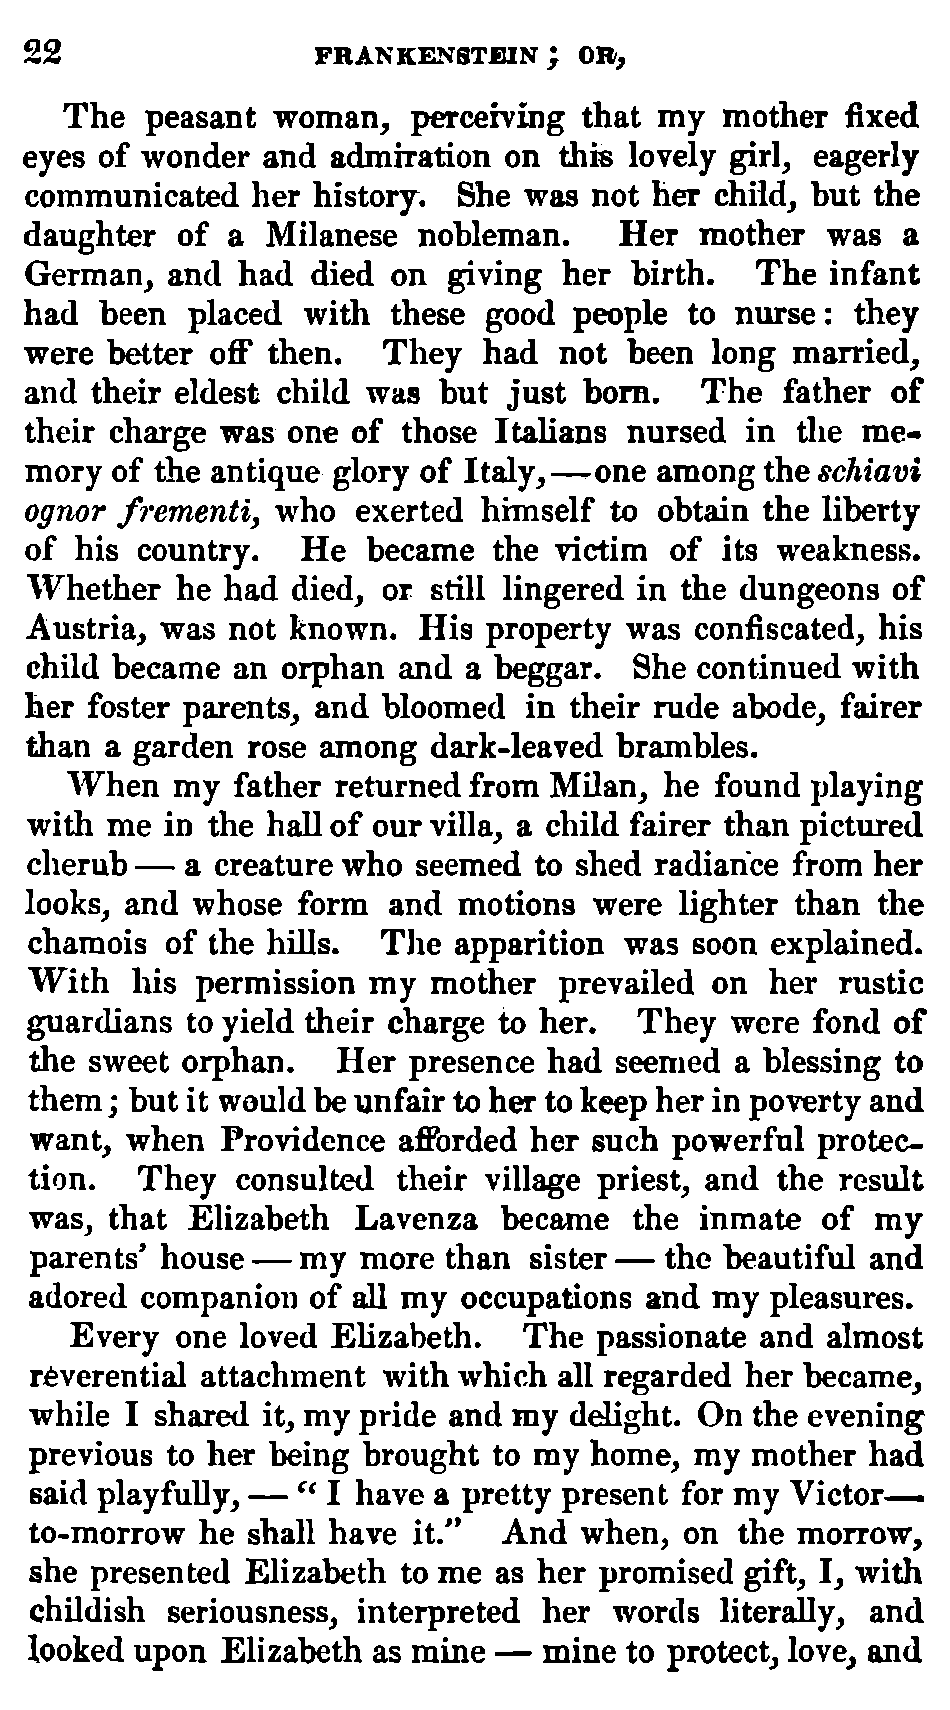 22 FRANKENSTEIN ; OR,
The peasant woman, perceiving that my mother fixed
eyes of wonder and admiration on this lovely girl, eagerly
communicated her history. She was not her child, but the
daughter of a Milanese nobleman. Her mother was a
German, and had died on giving her birth. The infant
had been placed with these good people to nurse : they
were better off then. They had not been long married,
and their eldest child was but just born. The father of
their charge was one of those Italians nursed in the me-
mory of the antique glory of Italy,—one among the schiavi
ognor frementi, who exerted himself to obtain the liberty
of his country. He became the victim of its weakness.
Whether he had died, or still lingered in the dungeons of
Austria, was not known. His property was confiscated, his
child became an orphan and a beggar. She continued with
her foster parents, and bloomed in their rude abode, fairer
than a garden rose among dark-leaved brambles.
When my father returned from Milan, he found playing
with me in the hall of our villa, a child fairer than pictured
cherub — a creature who seemed to shed radiance from her
looks, and whose form and motions were lighter than the
chamois of the hills. The apparition was soon explained.
With his permission my mother prevailed on her rustic
guardians to yield their charge to her. They were fond of
the sweet orphan. Her presence had seemed a blessing to
them ; but it would be unfair to her to keep her in poverty and
want, when Providence afforded her such powerful protec-
tion. They consulted their village priest, and the result
was, that Elizabeth Lavenza became the inmate of my
parents' house — my more than sister — the beautiful and
adored companion of all my occupations and my pleasures.
Every one loved Elizabeth. The passionate and almost
reverential attachment with which all regarded her became,
while I shared it, my pride and my delight. On the evening
previous to her being brought to my home, my mother had
said playfully, — " I have a pretty present for my Victor—
to-morrow he shall have it." And when, on the morrow,
she presented Elizabeth to me as her promised gift, I, with
childish seriousness, interpreted her words literally, and
looked upon Elizabeth as mine — mine to protect, love, and